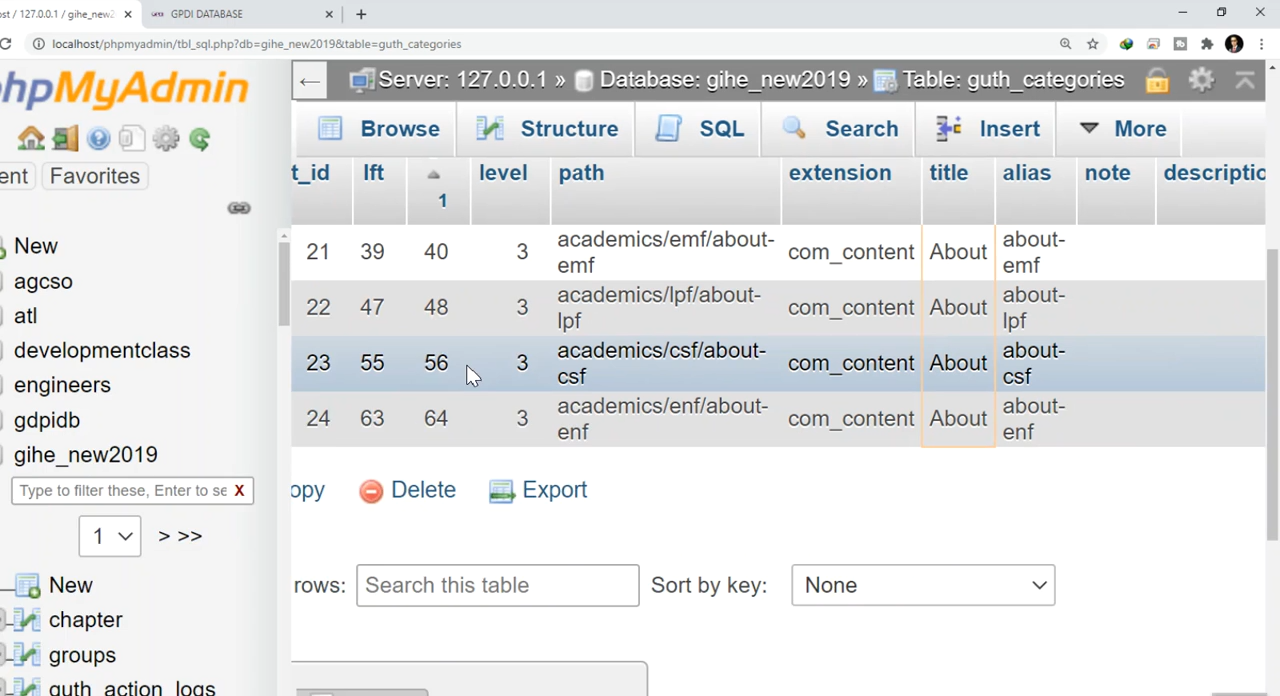 ost / 127.0.0.1 / gihe_new2 × GPDI DATABASE × +
localhost/phpmyadmin/tbl_sql.php?db=gihe_new2019&table=guth_categories
phpMyAdmin
← Server: 127.0.0.1 » Database: gihe_new2019 » Table: guth_categories
Browse Structure SQL Search Insert More
ent Favorites
t_id lft 1 level path extension title alias note descriptio
21 39 40 3 academics/emf/about-
emf com_content About about-
emf
22 47 48 3 academics/lpf/about-
lpf com_content About about-
lpf
23 55 56 3 academics/csf/about-
csf com_content About about-
csf
24 63 64 3 academics/enf/about-
enf com_content About about-
enf
opy Delete Export
rows: Search this table Sort by key: None
New
agcso
atl
developmentclass
engineers
gdpidb
gihe_new2019
Type to filter these, Enter to se X
1 > >>
New
chapter
groups
guth_action_logs